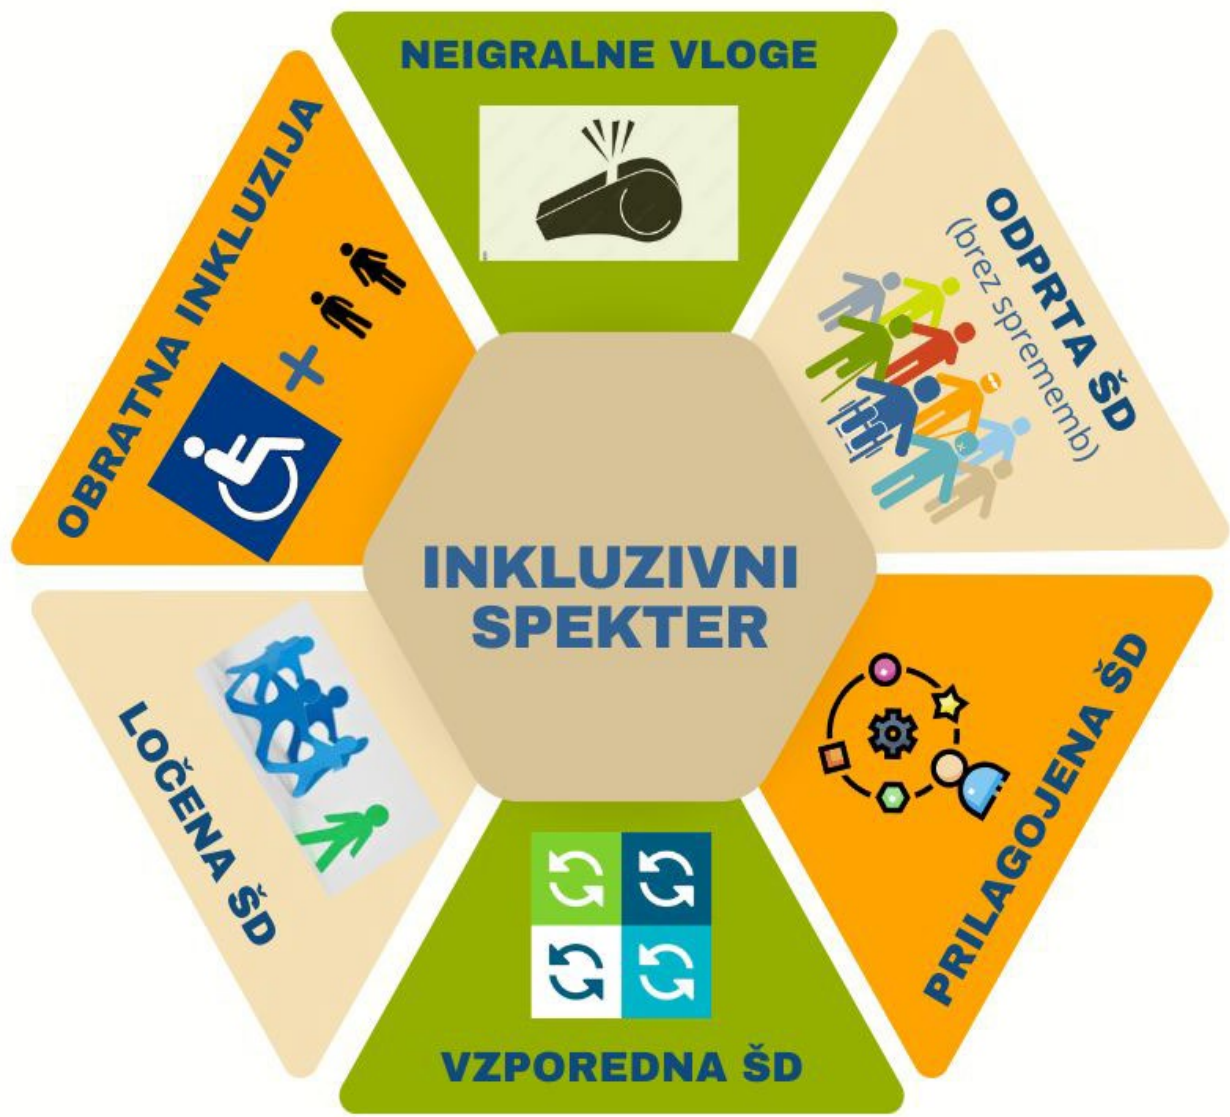 NEIGRALNE VLOGE
ODPRTA ŠD
(brez sprememb)
PRILAGOJENA ŠD
VZPOREDNA ŠD
LOČENA ŠD
OBRATNA INKLUZIJA
INKLUZIVNI
SPEKTER